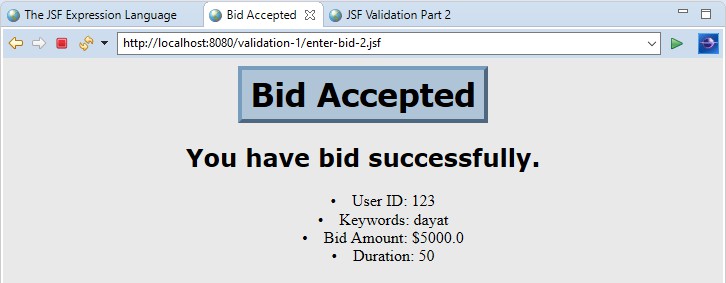 The JSF Expression Language Bid Accepted JSF Validation Part 2
http://localhost:8080/validation-1/enter-bid-2.jsf
Bid Accepted
You have bid successfully.
• User ID: 123
• Keywords: dayat
• Bid Amount: $5000.0
• Duration: 50